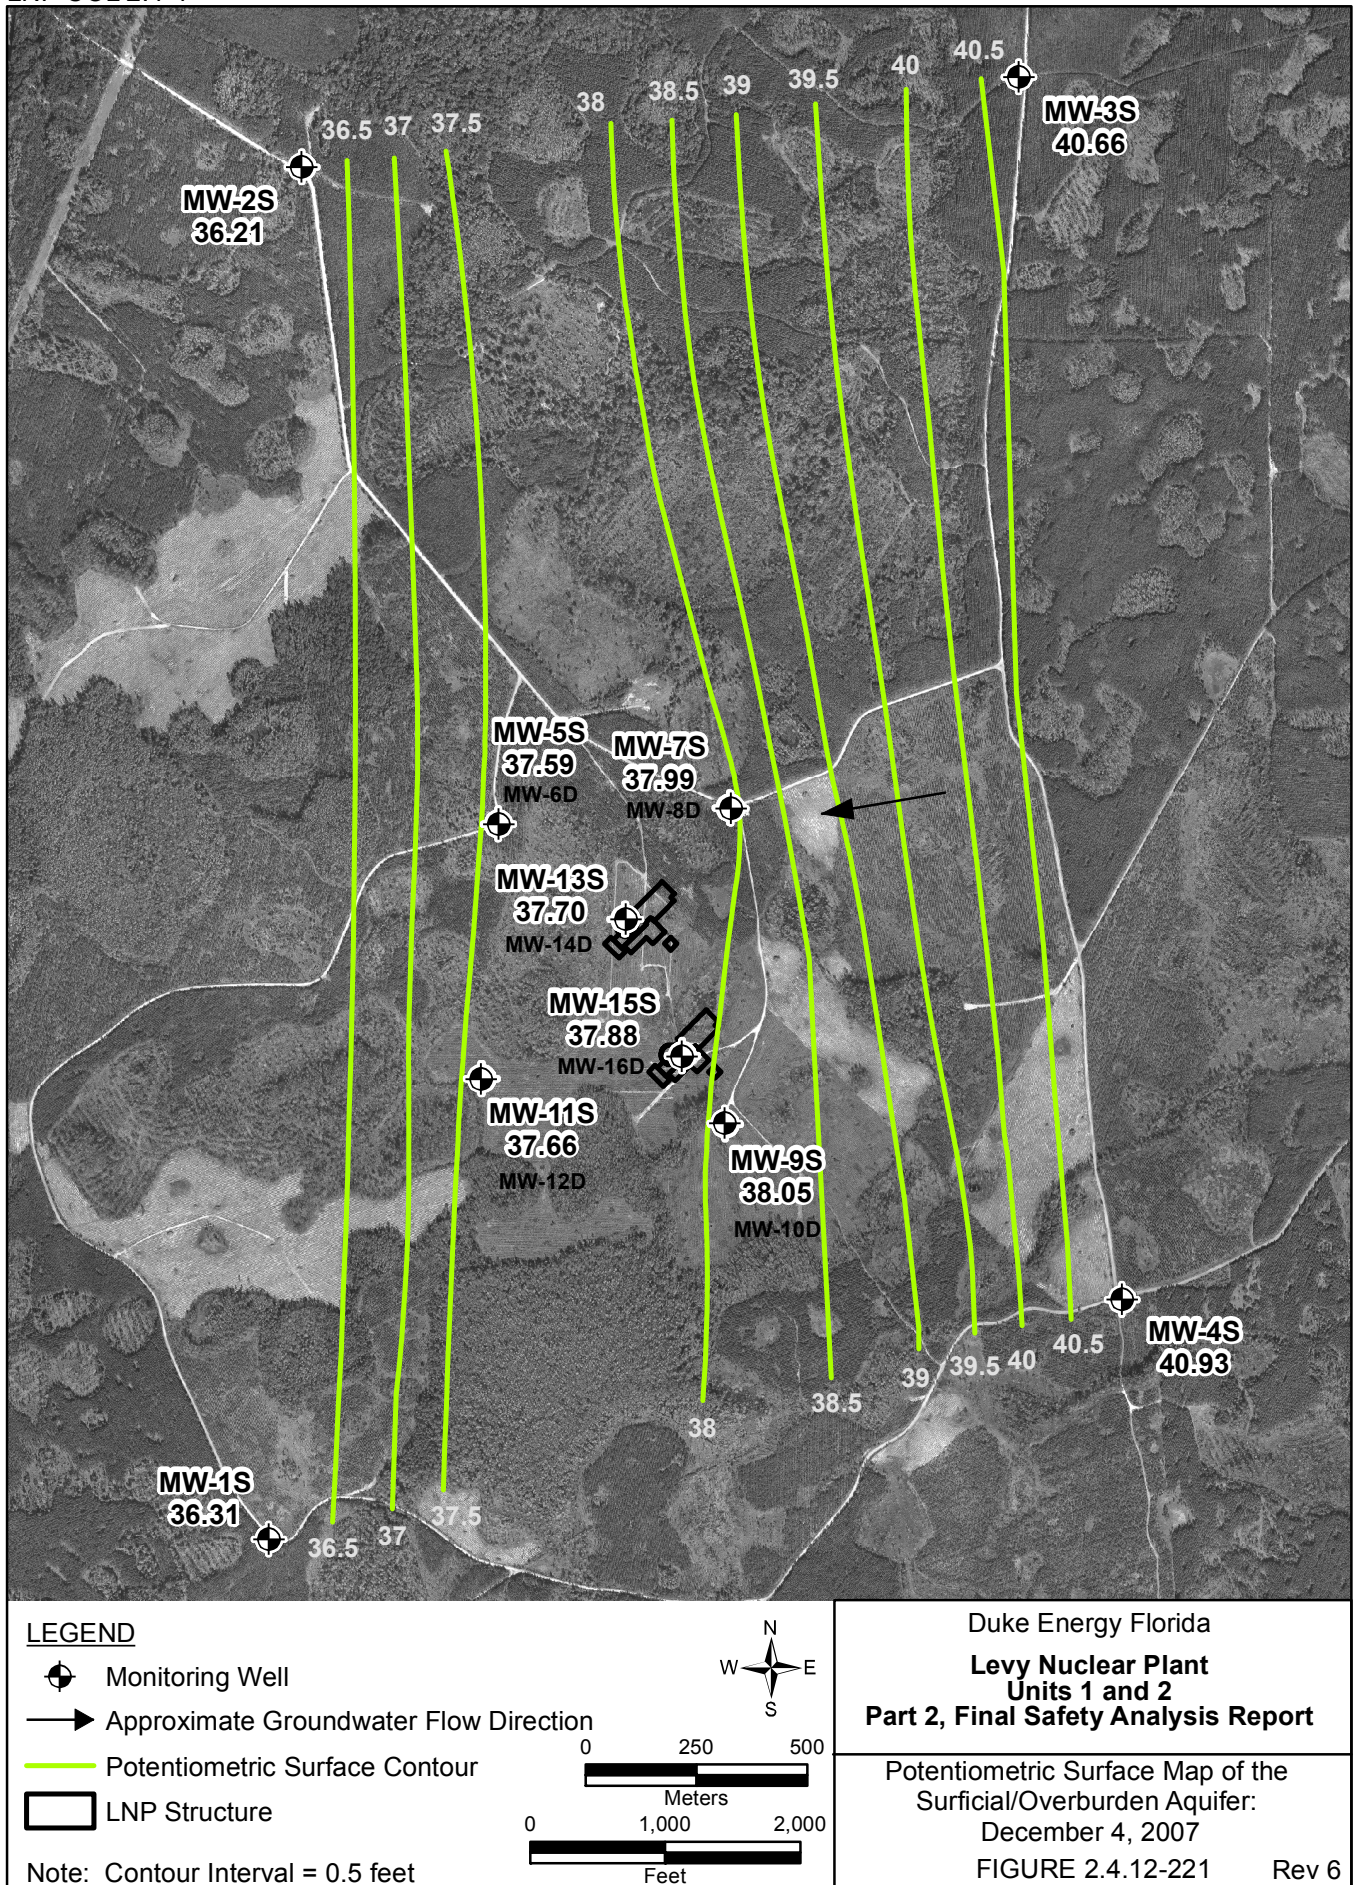 36.5
37
37.5
38
38.5
39
39.5
40
40.5
MW-3S
40.66
MW-2S
36.21
MW-5S
37.59
MW-6D
MW-7S
37.99
MW-8D
MW-13S
37.70
MW-14D
MW-15S
37.88
MW-16D
MW-11S
37.66
MW-12D
MW-9S
38.05
MW-10D
MW-4S
40.93
MW-1S
36.31
36.5
37
37.5
38
38.5
39
39.5
40
40.5
LEGEND
Monitoring Well
Approximate Groundwater Flow Direction
Potentiometric Surface Contour
LNP Structure
Note: Contour Interval = 0.5 feet
N
W
E
S
0 250 500
Meters
0 1,000 2,000
Feet
Duke Energy Florida
Levy Nuclear Plant
Units 1 and 2
Part 2, Final Safety Analysis Report
Potentiometric Surface Map of the
Surficial/Overburden Aquifer:
December 4, 2007
FIGURE 2.4.12-221 Rev 6